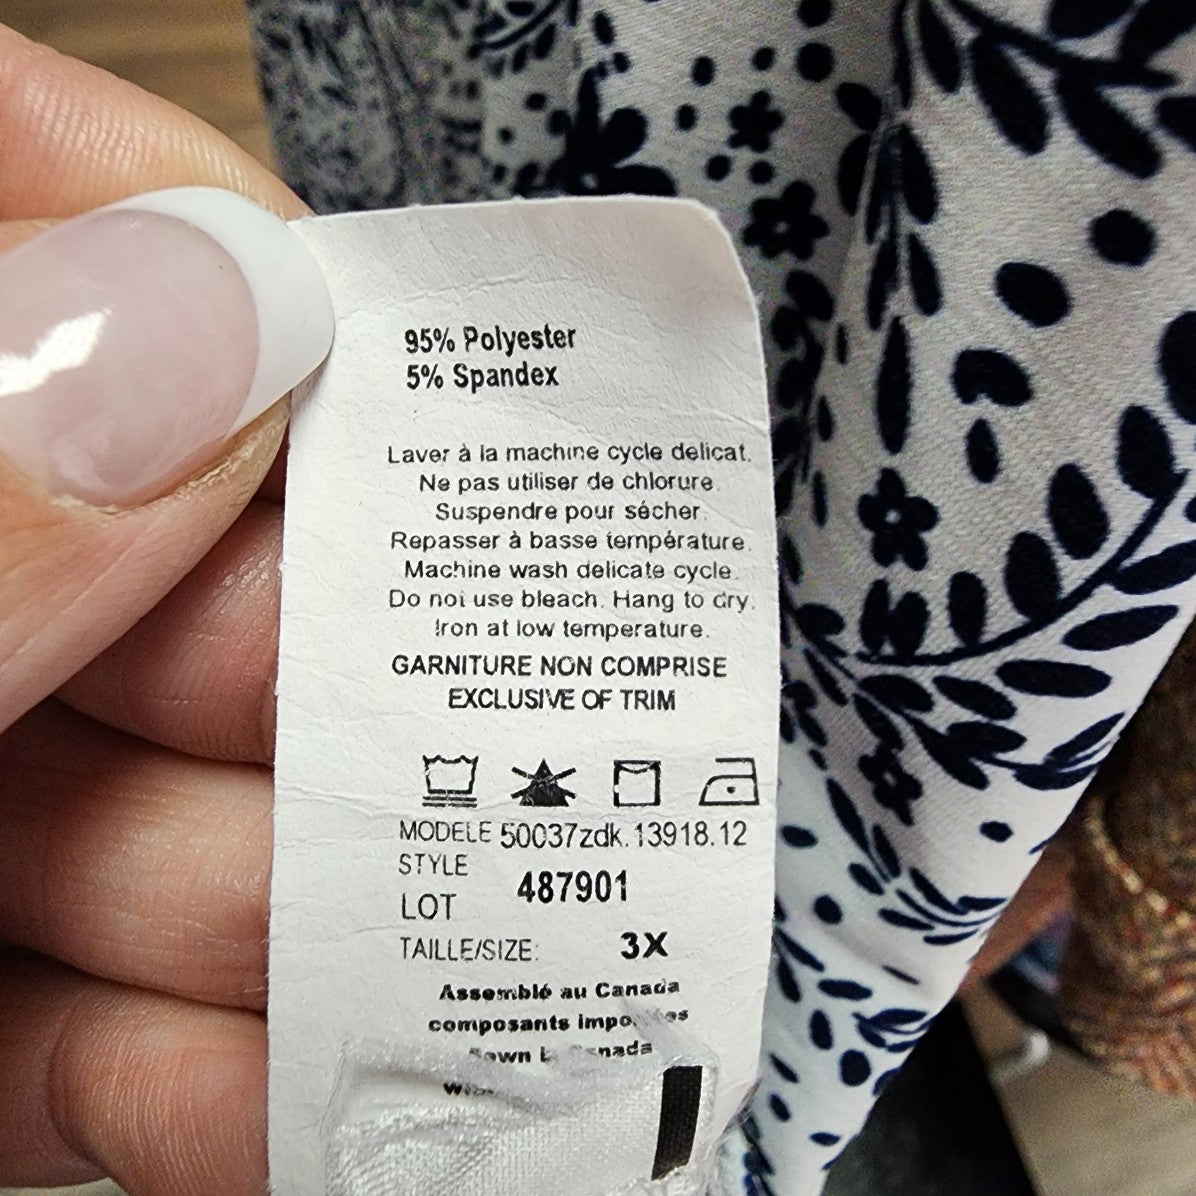 95% Polyester
5% Spandex
Laver à la machine cycle delicat.
Ne pas utiliser de chlorure.
Suspendre pour sécher.
Repasser à basse température.
Machine wash delicate cycle.
Do not use bleach. Hang to dry.
Iron at low temperature.
GARNITURE NON COMPRISE
EXCLUSIVE OF TRIM
MODELE 50037zdk.13918.12
STYLE
487901
LOT
TAILLE/SIZE: 3X
Assemblé au Canada
composants